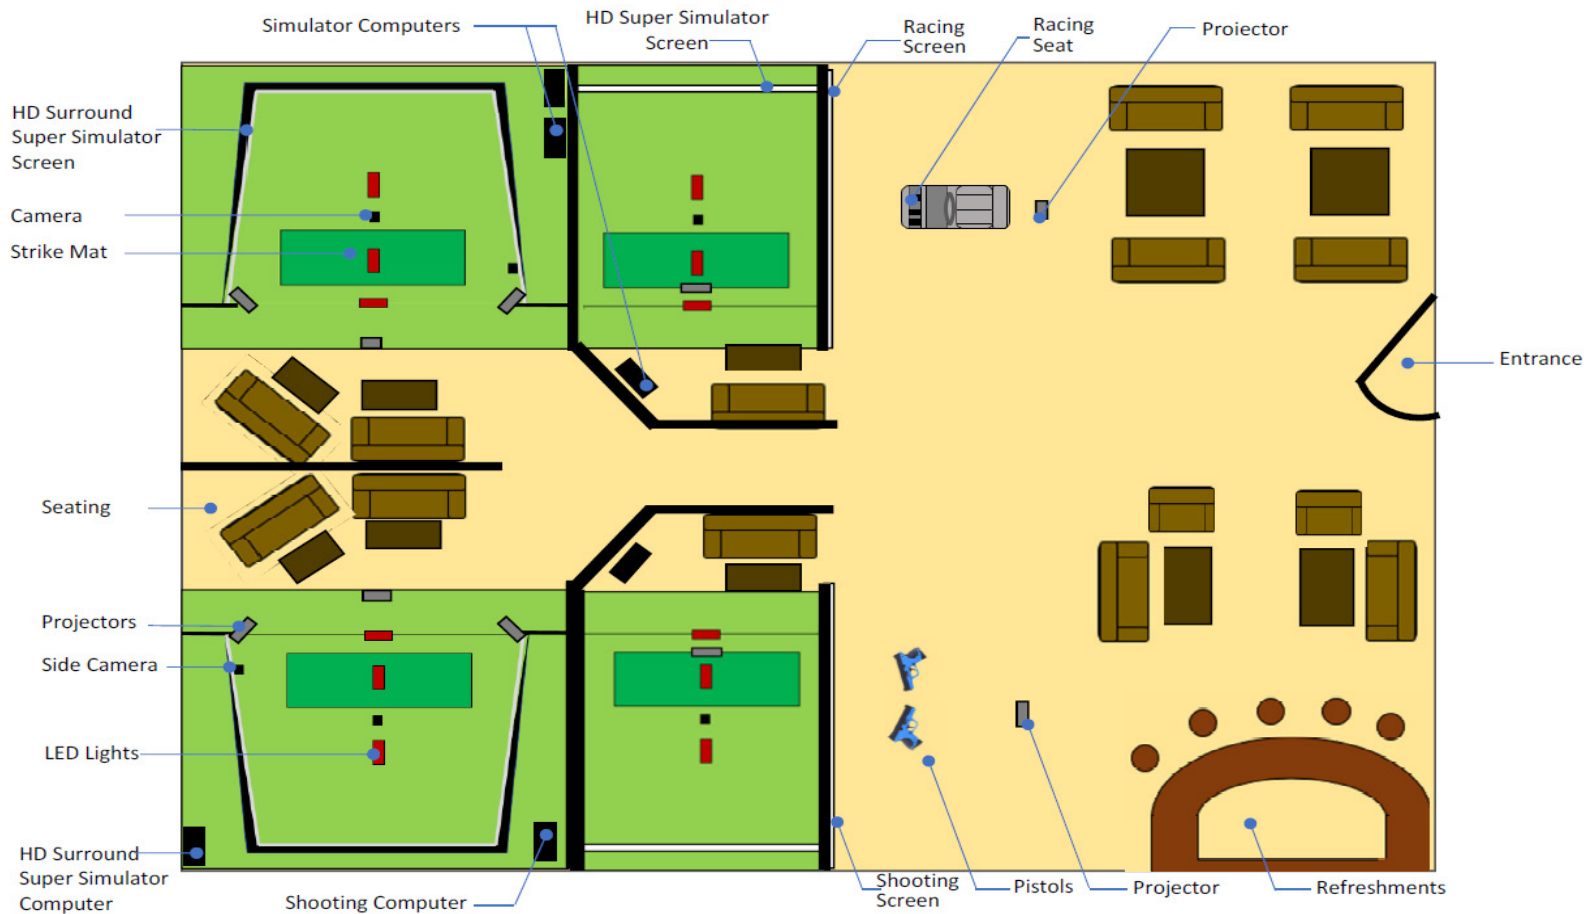 Simulator Computers
HD Super Simulator
Screen
Racing
Screen
Racing
Seat
Proiector
HD Surround
Super Simulator
Screen
Camera
Strike Mat
Entrance
Seating
Projectors
Side Camera
LED Lights
HD Surround
Super Simulator
Computer
Shooting Computer
Shooting
Screen
Pistols
Projector
Refreshments